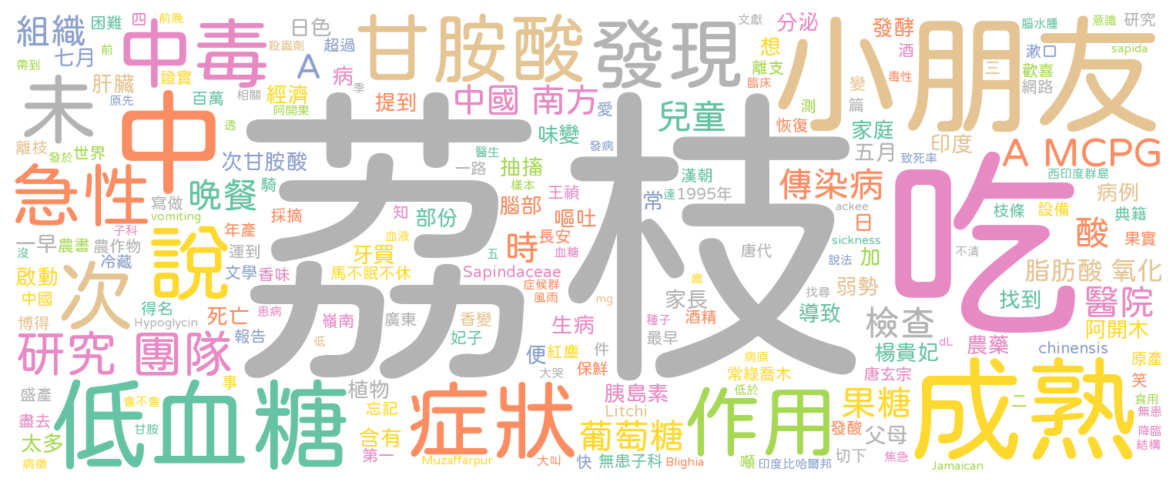 荔枝
吃
小朋友
中
中毒
甘胺酸
發現
未
急性
說
次
低血糖
症狀
作用
成熟
研究 團隊
組織
七月
困難
四
前晚
前
帶到
證實
殺蟲劑
日色
超過
A
病
想
離支
文獻
分泌
發酵
酒
毒性
臨床
腦水腫
意識
研究
漱口
sapida
歡喜
網路
三
肝臟
原先
百萬
相關
經濟
阿開果
季
提到
中國 南方
愛
兒童
變
測
篇
恢復
家庭
五月
印度
致死率
A MCPG
西印度群島
離枝
發於
世界
透
次甘胺酸
醫生
一路
抽搐
味變
發病
漢朝
常
達
1995年
傳染病
病例
枝條
設備
典籍
晚餐
騎
寫做
vomiting
採摘
知
部份
樣本
腦部
王禎
嘔吐
ackee
日
酸
果實
一早
農書
農作物
子科
年產
血液
牙買
五
時
長安
血糖
唐代
sickness
說法
加
不清
沒
冷藏
運到
啟動
文學
香味
馬不眠不休
Sapindaceae
症候群
風雨
歲
弱勢
脂肪酸 氧化
中國
得名
死亡
患病
嶺南
廣東
香變
mg
家長
找尋
找到
醫院
博得
Hypoglycin
報告
低
妃子
生病
種子
酒精
導致
檢查
阿開木
便
紅塵
件
最早
楊貴妃
農藥
dL
chinensis
原產
盛產
事
植物
大哭
保鮮
病原
常綠喬木
唐玄宗
笑
盡去
會不會
忘記
胰島素
低於
果糖
二
食用
無患
太多
甘胺
含有
Litchi
葡萄糖
發酸
父母
降臨
結構
病徵
第一
Muzaffarpur
大叫
快
無患子科
Blighia
噸
印度比哈爾邦
切下
焦急
Jamaican